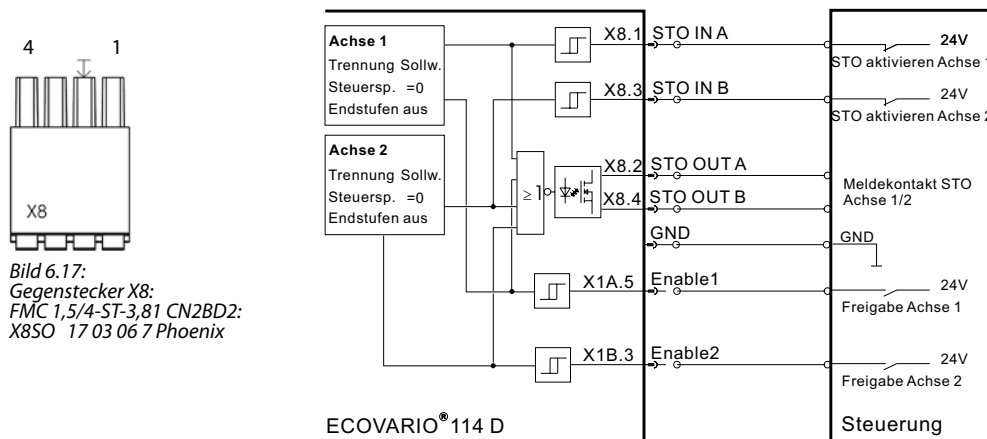 4 1
X8
Bild 6.17:
Gegenstecker X8:
FMC 1,5/4-ST-3,81 CN2BD2:
X8SO 17 03 06 7 Phoenix
Achse 1
Trennung Sollw.
Steuersp. =0
Endstufen aus
Achse 2
Trennung Sollw.
Steuersp. =0
Endstufen aus
≥1
X8.1 STO IN A
X8.3 STO IN B
X8.2 STO OUT A
X8.4 STO OUT B
GND
X1A.5 Enable1
X1B.3 Enable2
24V
STO aktivieren Achse 1
24V
STO aktivieren Achse 2
Meldekontakt STO
Achse 1/2
GND
24V
Freigabe Achse 1
24V
Freigabe Achse 2
ECOVARIO® 114 D
Steuerung